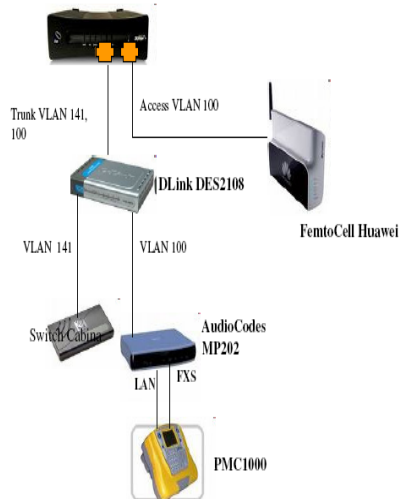 Trunk VLAN 141,
100
Access VLAN 100
DLink DES2108
FemtoCell Huawei
VLAN 141
VLAN 100
Switch Cabina
AudioCodes
MP202
LAN
FXS
PMC1000